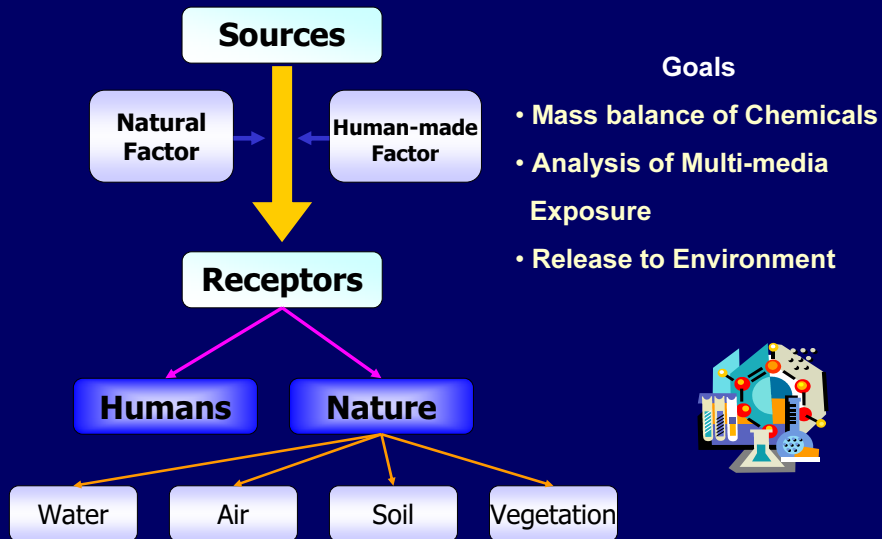 Sources
Natural
Factor
Human-made
Factor
Receptors
Humans
Nature
Water
Air
Soil
Vegetation
Goals
• Mass balance of Chemicals
• Analysis of Multi-media
Exposure
• Release to Environment